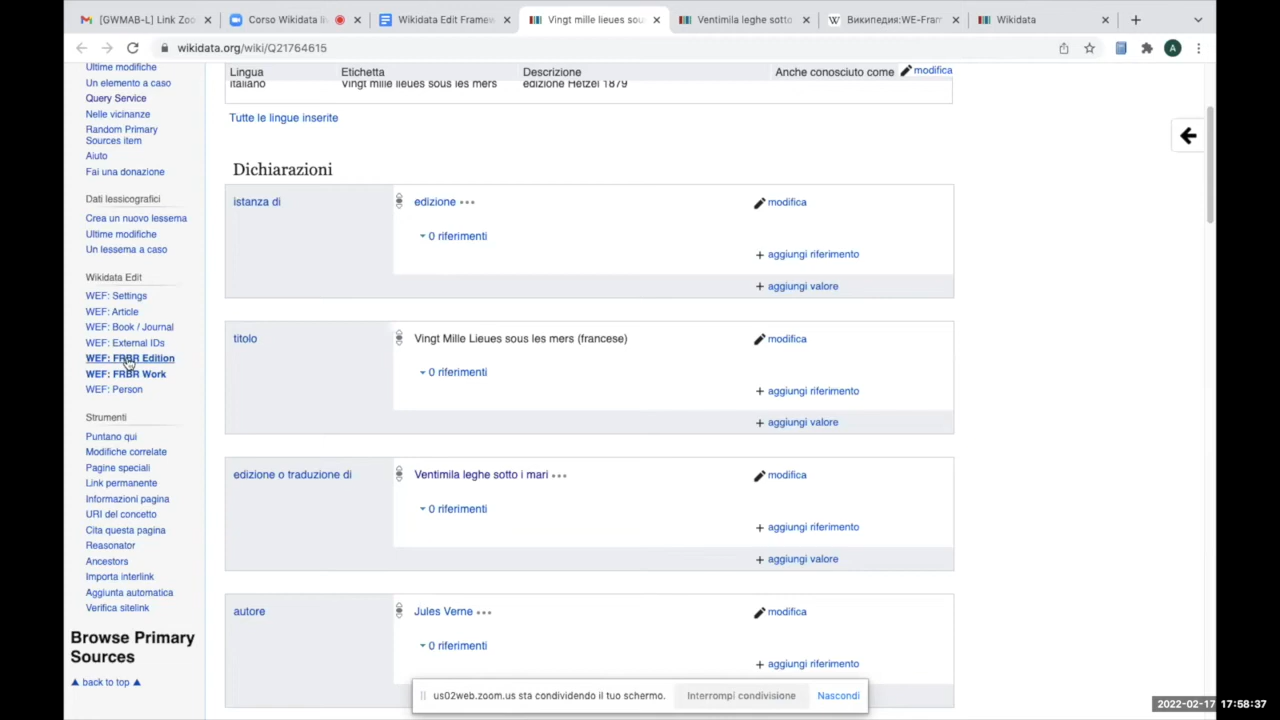 [GWMAB-L] Link Zoo
Corso Wikidata li
Wikidata Edit Framew
Vingt mille lieues sou
Ventimila leghe sotto
Википедия:WE-Fram
Wikidata
wikidata.org/wiki/Q21764615
A
Ultime modifiche
Un elemento a caso
Query Service
Nelle vicinanze
Random Primary
Sources item
Aiuto
Fai una donazione
Dati lessicografici
Crea un nuovo lessema
Ultime modifiche
Un lessema a caso
Wikidata Edit
WEF: Settings
WEF: Article
WEF: Book / Journal
WEF: External IDs
WEF: FRBR Edition
WEF: FRBR Work
WEF: Person
Strumenti
Puntano qui
Modifiche correlate
Pagine speciali
Link permanente
Informazioni pagina
URI del concetto
Cita questa pagina
Reasonator
Ancestors
Importa interlink
Aggiunta automatica
Verifica sitelink
Browse Primary
Sources
▲ back to top ▲
Lingua Etichetta Descrizione Anche conosciuto come modifica
italiano Vingt mille lieues sous les mers edizione Hetzel 1879
Tutte le lingue inserite
Dichiarazioni
istanza di
edizione
modifica
0 riferimenti
+ aggiungi riferimento
+ aggiungi valore
titolo
Vingt Mille Lieues sous les mers (francese)
modifica
0 riferimenti
+ aggiungi riferimento
+ aggiungi valore
edizione o traduzione di
Ventimila leghe sotto i mari
modifica
0 riferimenti
+ aggiungi riferimento
+ aggiungi valore
autore
Jules Verne
modifica
0 riferimenti
+ aggiungi riferimento
us02web.zoom.us sta condividendo il tuo schermo.
Interrompi condivisione
Nascondi
2022-02-17 17:58:37